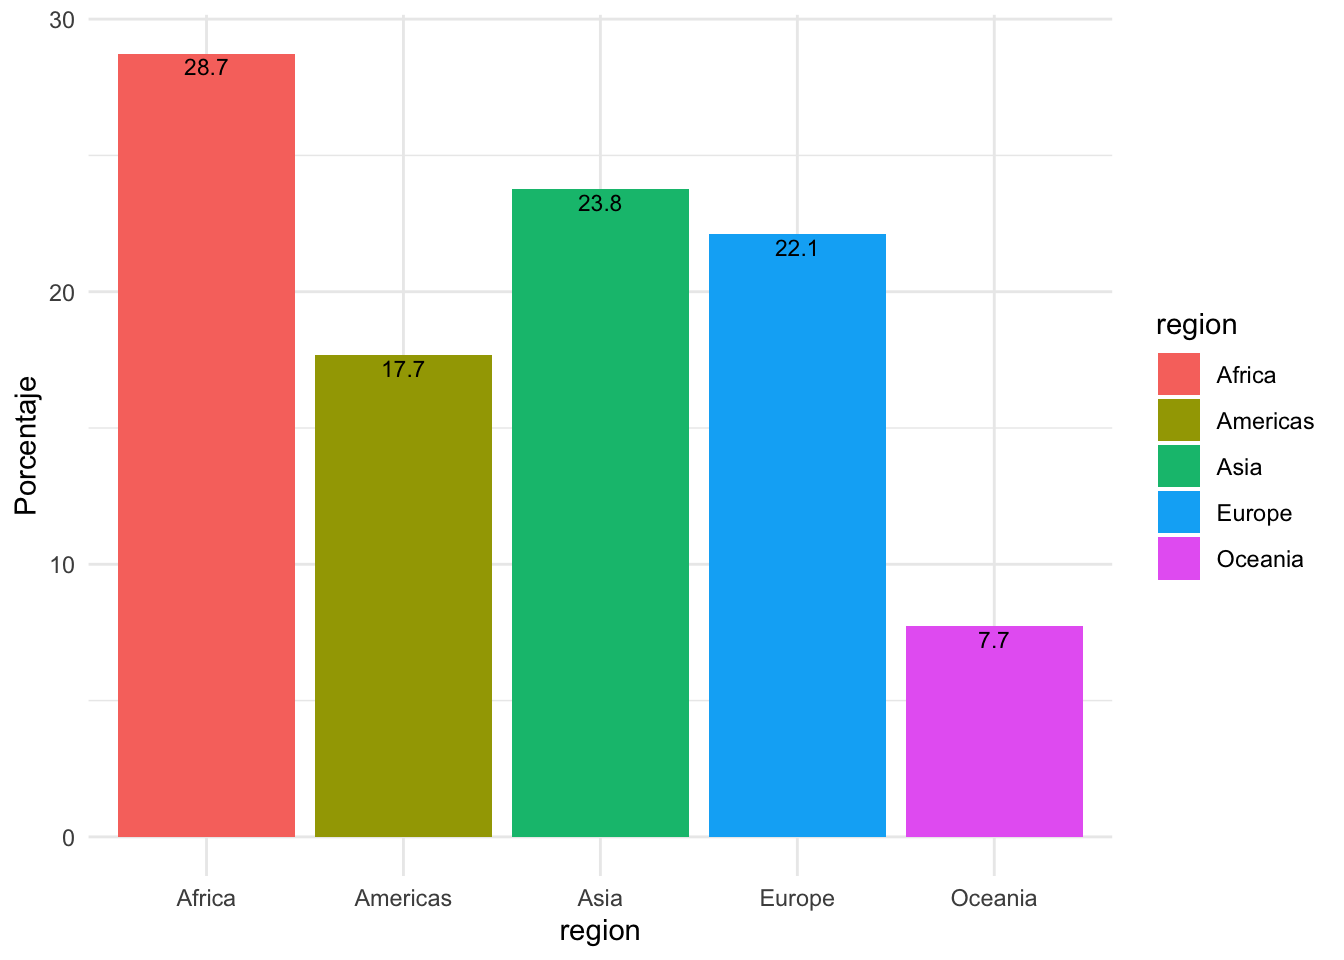 30
20
10
0
Porcentaje
28.7
17.7
23.8
22.1
7.7
Africa
Americas
Asia
Europe
Oceania
region
region
Africa
Americas
Asia
Europe
Oceania